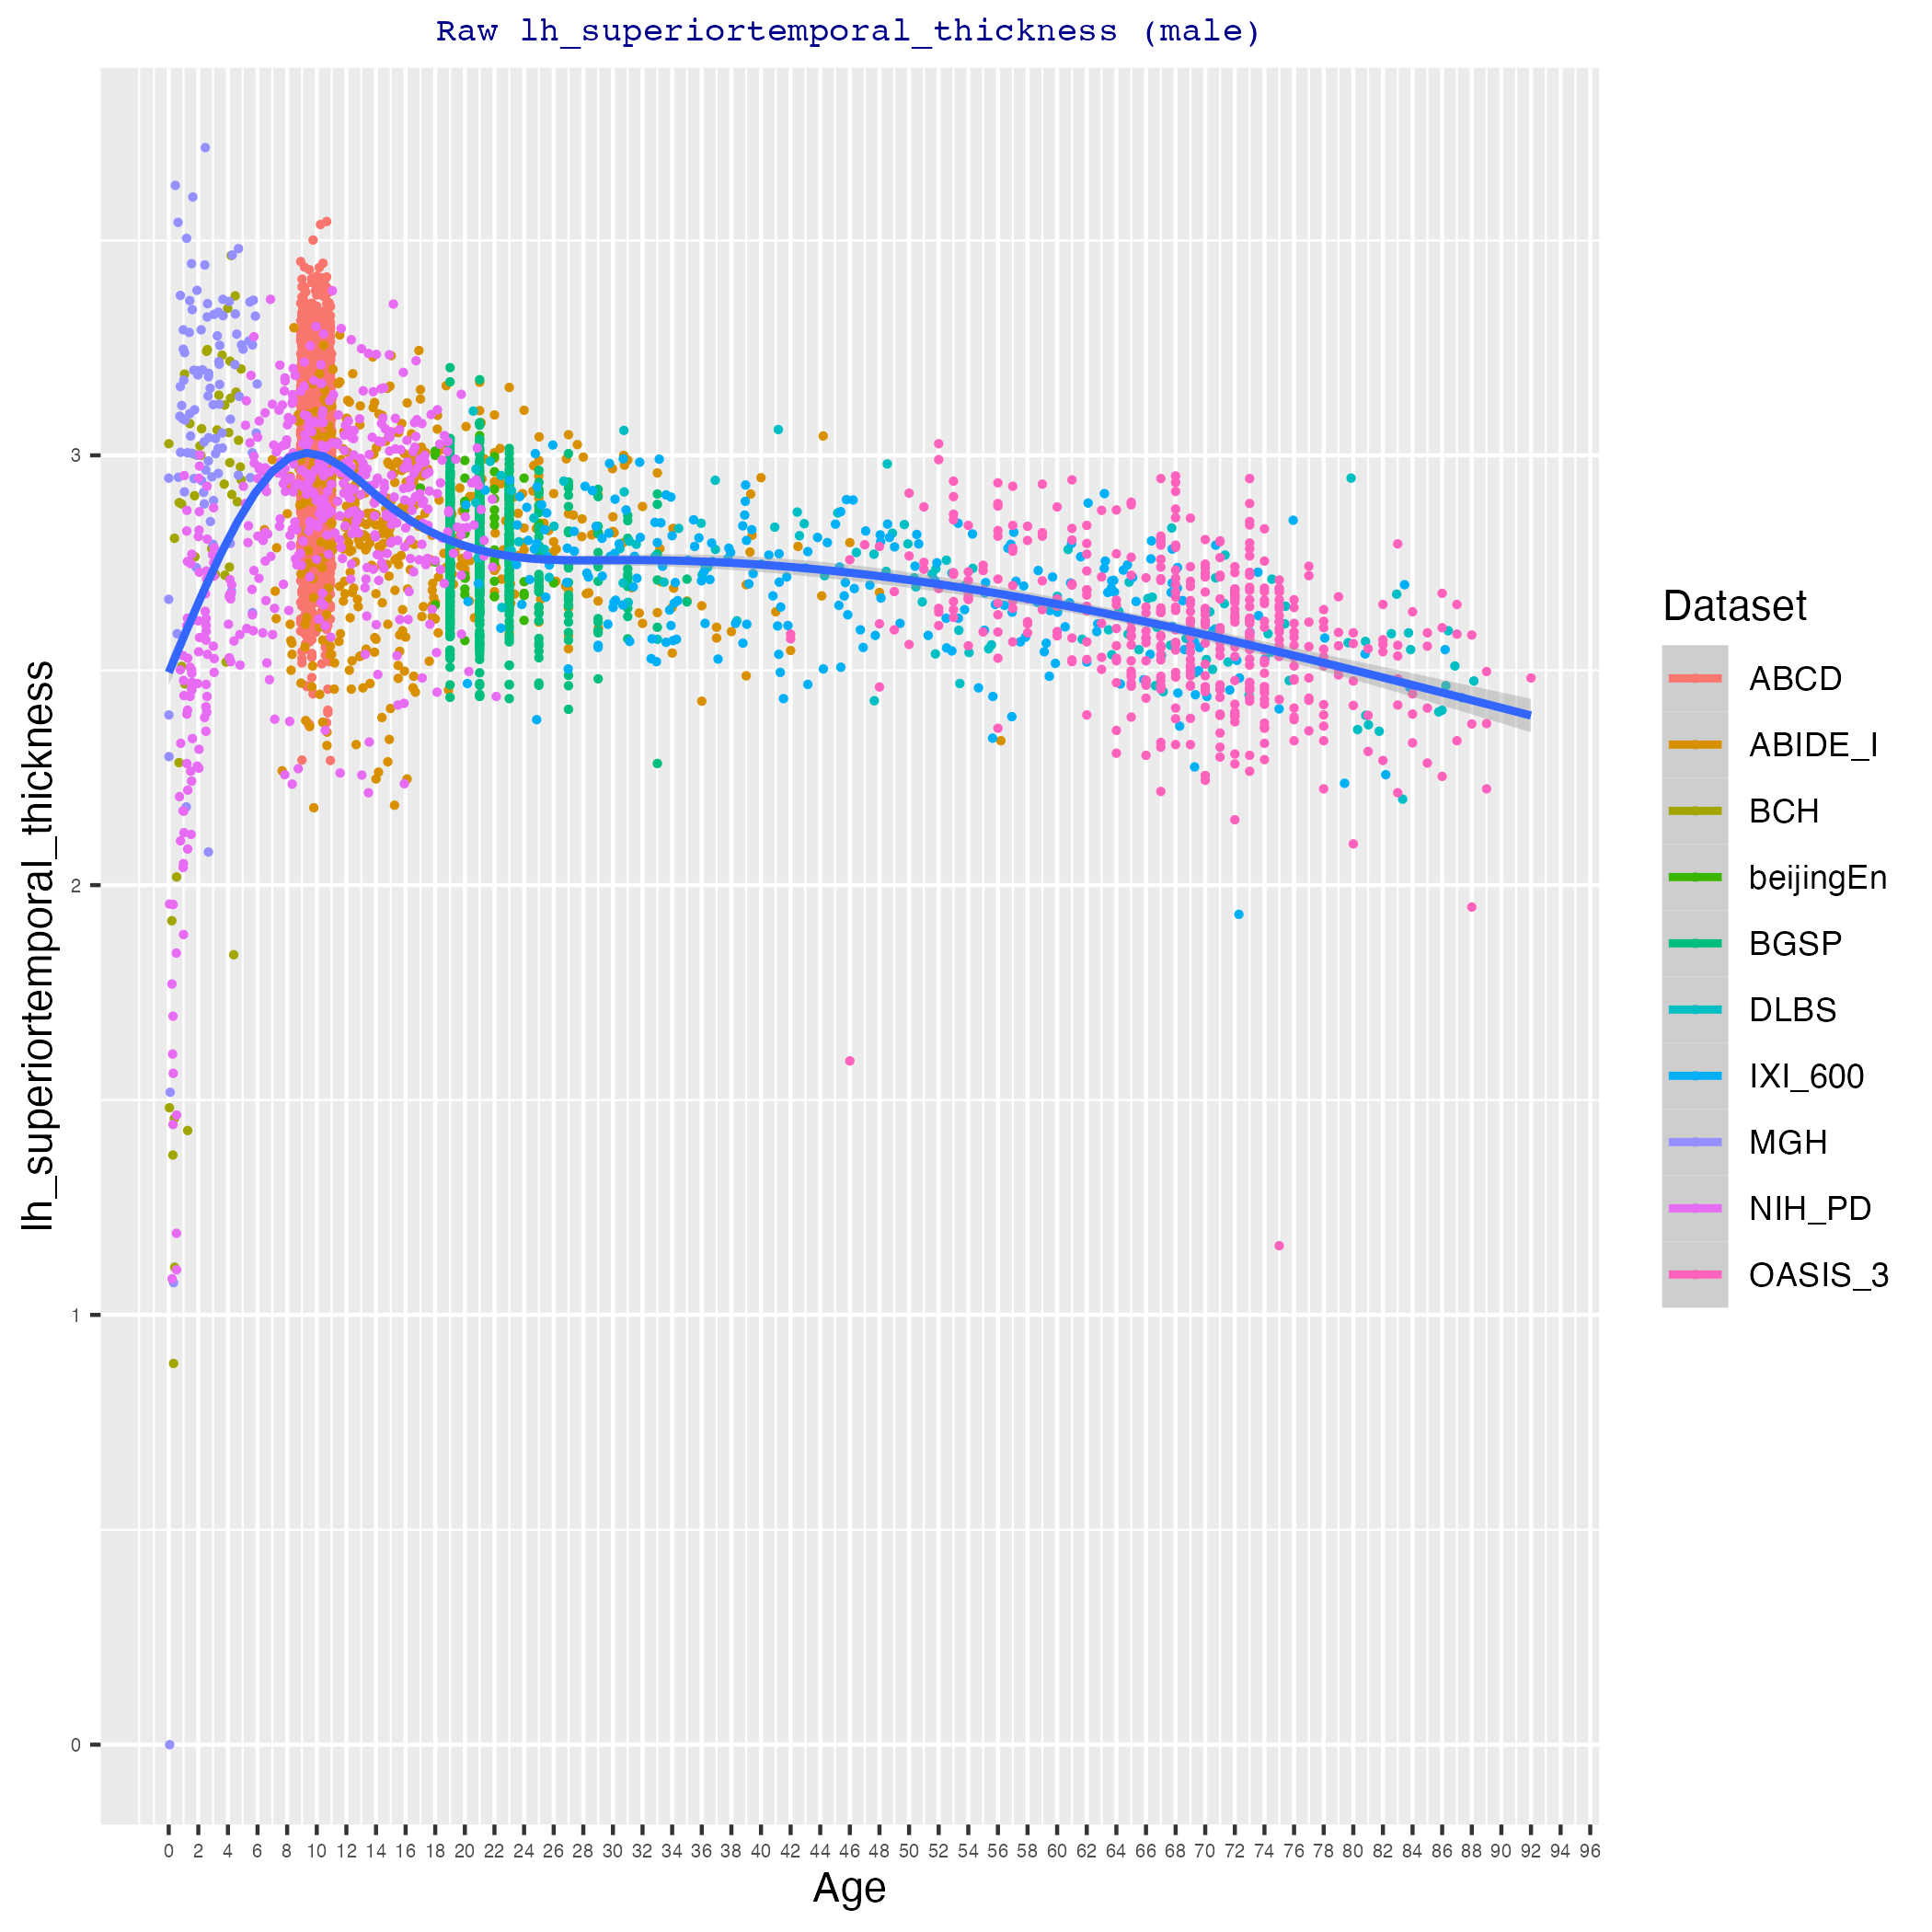 Raw lh_superiortemporal_thickness (male)
lh_superiortemporal_thickness
3
2
1
0
0 2 4 6 8 10 12 14 16 18 20 22 24 26 28 30 32 34 36 38 40 42 44 46 48 50 52 54 56 58 60 62 64 66 68 70 72 74 76 78 80 82 84 86 88 90 92 94 96
Age
Dataset
ABCD
ABIDE_I
BCH
beijingEn
BGSP
DLBS
IXI_600
MGH
NIH_PD
OASIS_3